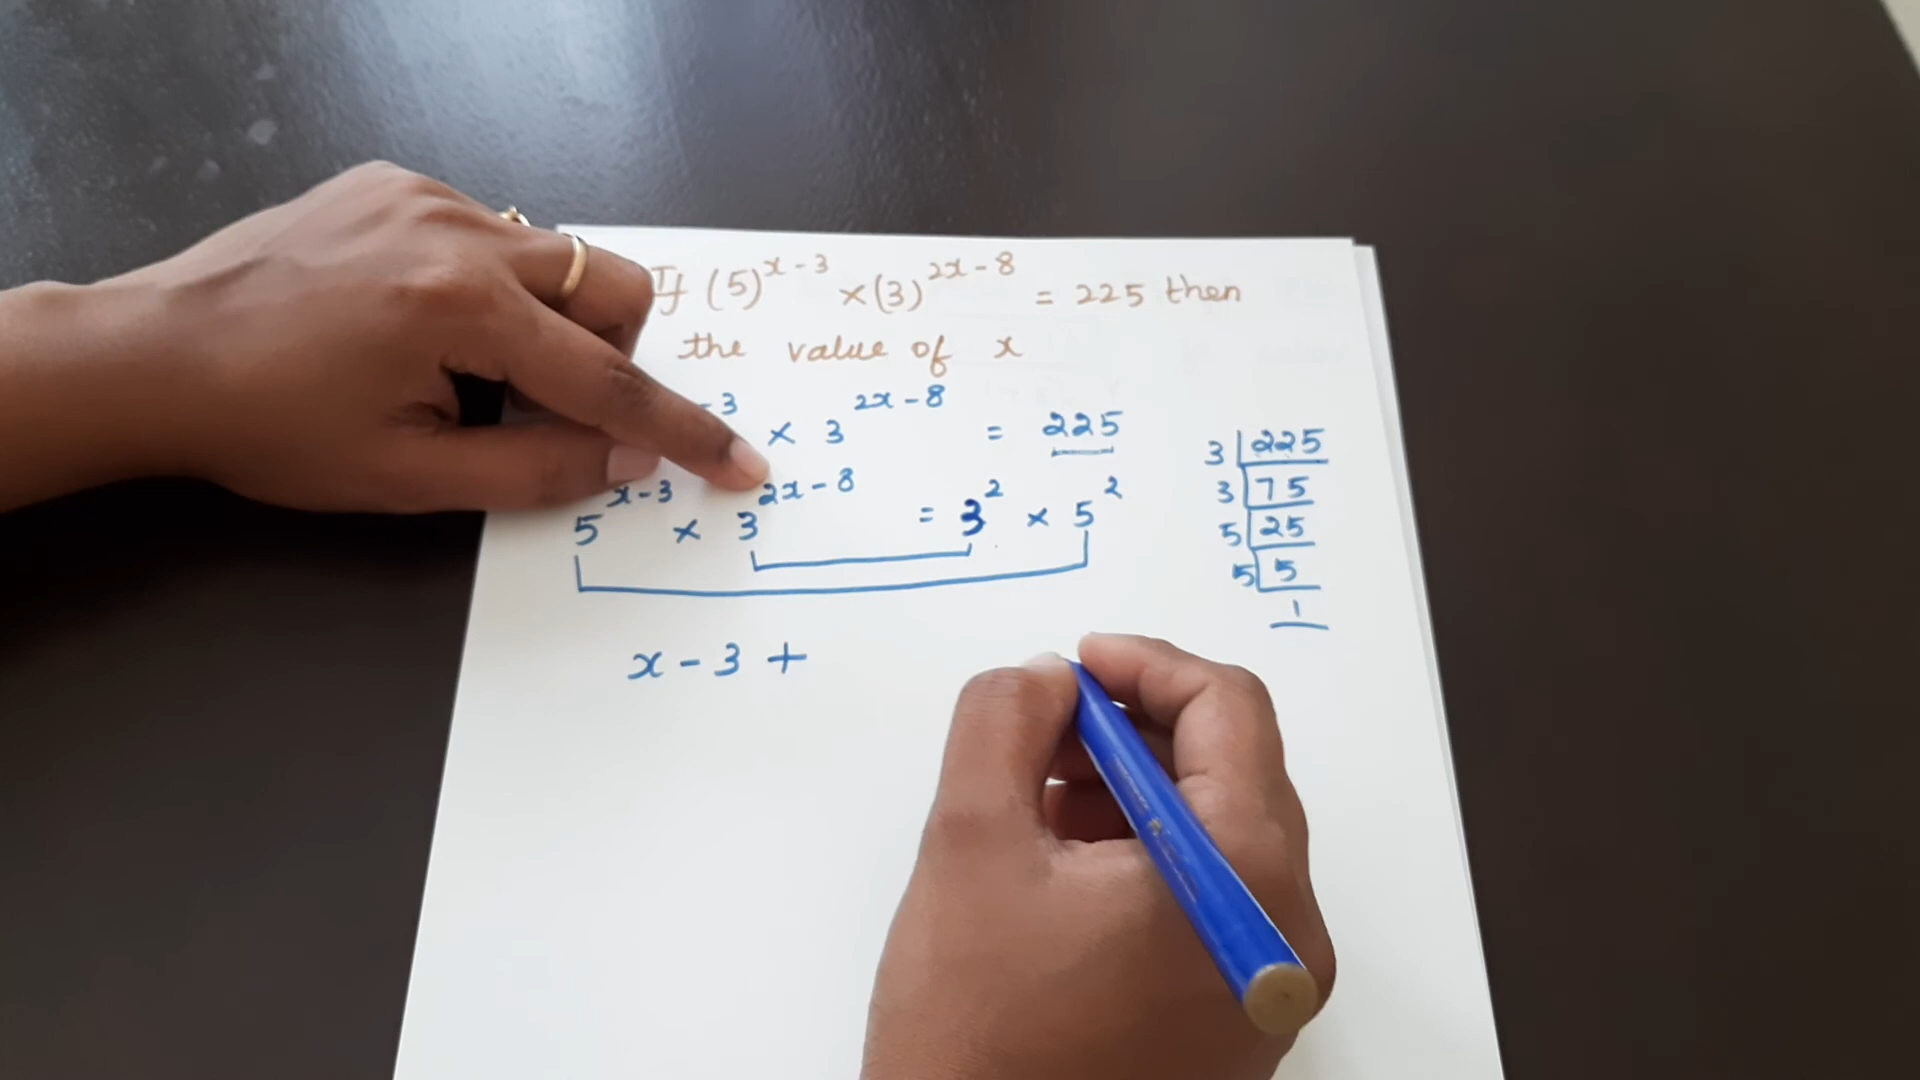 If (5)^x-3 × (3)^2x-8 = 225 then
the value of x
-3 × 3^2x-8 = 225
5^x-3 × 3^2x-8 = 3^2 × 5^2
x - 3 +
3 | 225
3 | 75
5 | 25
5 | 5
1